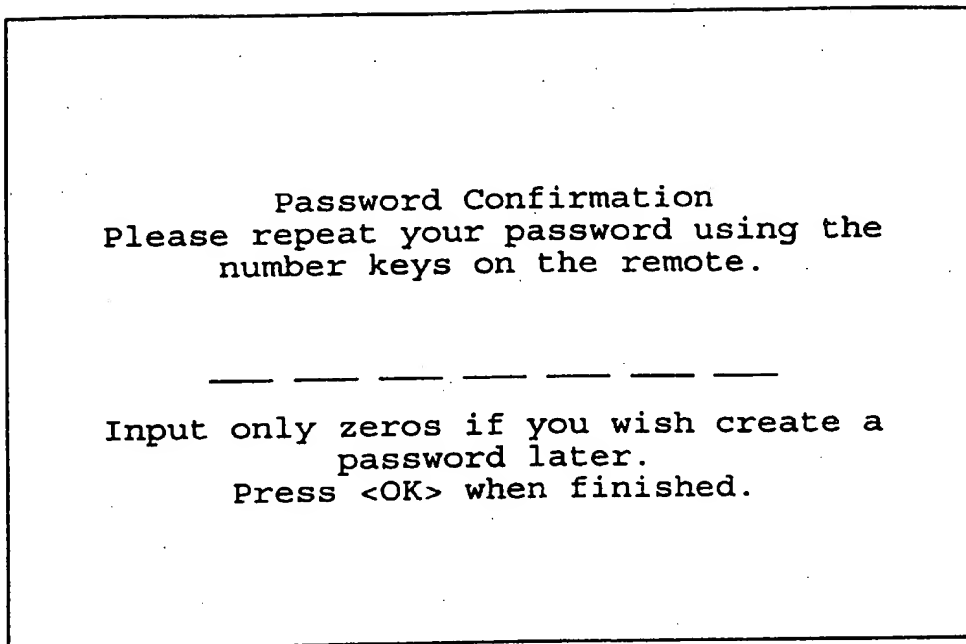 Password Confirmation
Please repeat your password using the
number keys on the remote.
Input only zeros if you wish create a
password later.
Press <OK> when finished.